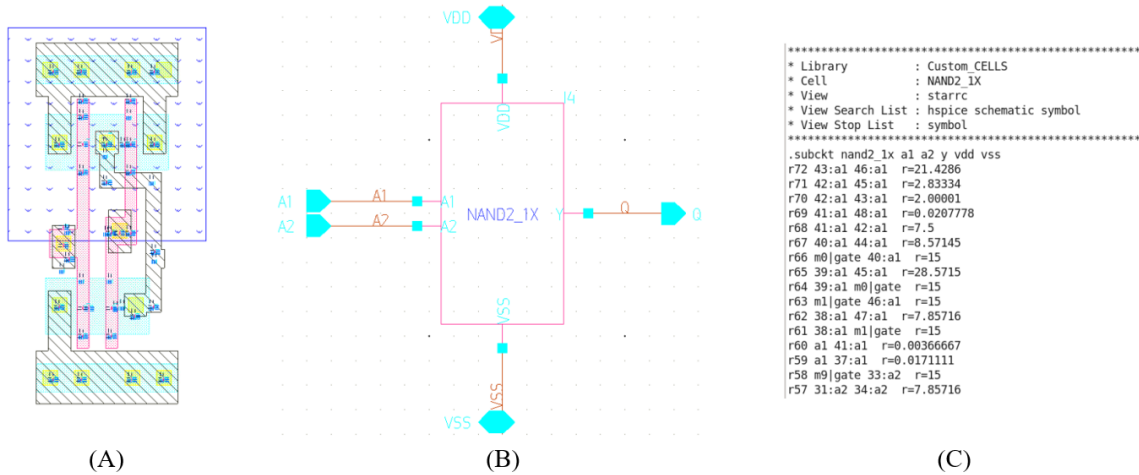 VDD
VDD
J4
VDD
A1
A1
A1
A2
A2
A2
NAND2_1X
Y
Q
Q
VSS
VSS
VSS
*******************************************************
* Library : Custom_CELLS
* Cell : NAND2_1X
* View : starrc
* View Search List : hspice schematic symbol
* View Stop List : symbol
*******************************************************
.subckt nand2_1x a1 a2 y vdd vss
r72 43:a1 46:a1 r=21.4286
r71 42:a1 45:a1 r=2.83334
r70 42:a1 43:a1 r=2.00001
r69 41:a1 48:a1 r=0.0207778
r68 41:a1 42:a1 r=7.5
r67 40:a1 44:a1 r=8.57145
r66 m0|gate 40:a1 r=15
r65 39:a1 45:a1 r=28.5715
r64 39:a1 m0|gate r=15
r63 m1|gate 46:a1 r=15
r62 38:a1 47:a1 r=7.85716
r61 38:a1 m1|gate r=15
r60 a1 41:a1 r=0.00366667
r59 a1 37:a1 r=0.0171111
r58 m9|gate 33:a2 r=15
r57 31:a2 34:a2 r=7.85716
(A)
(B)
(C)